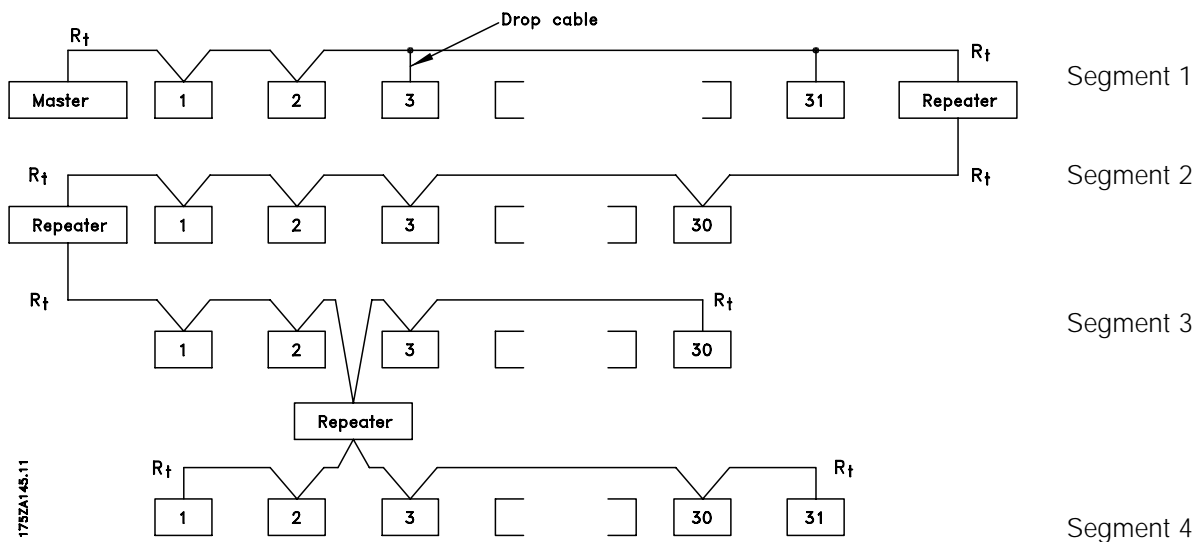 Drop cable
Rt Rt
Master 1 2 3 31 Repeater Segment 1
Rt Rt Segment 2
Repeater 1 2 3 30
Rt Rt
1 2 3 30 Segment 3
Repeater
Rt Rt
1 2 3 30 31 Segment 4
175ZA145.11